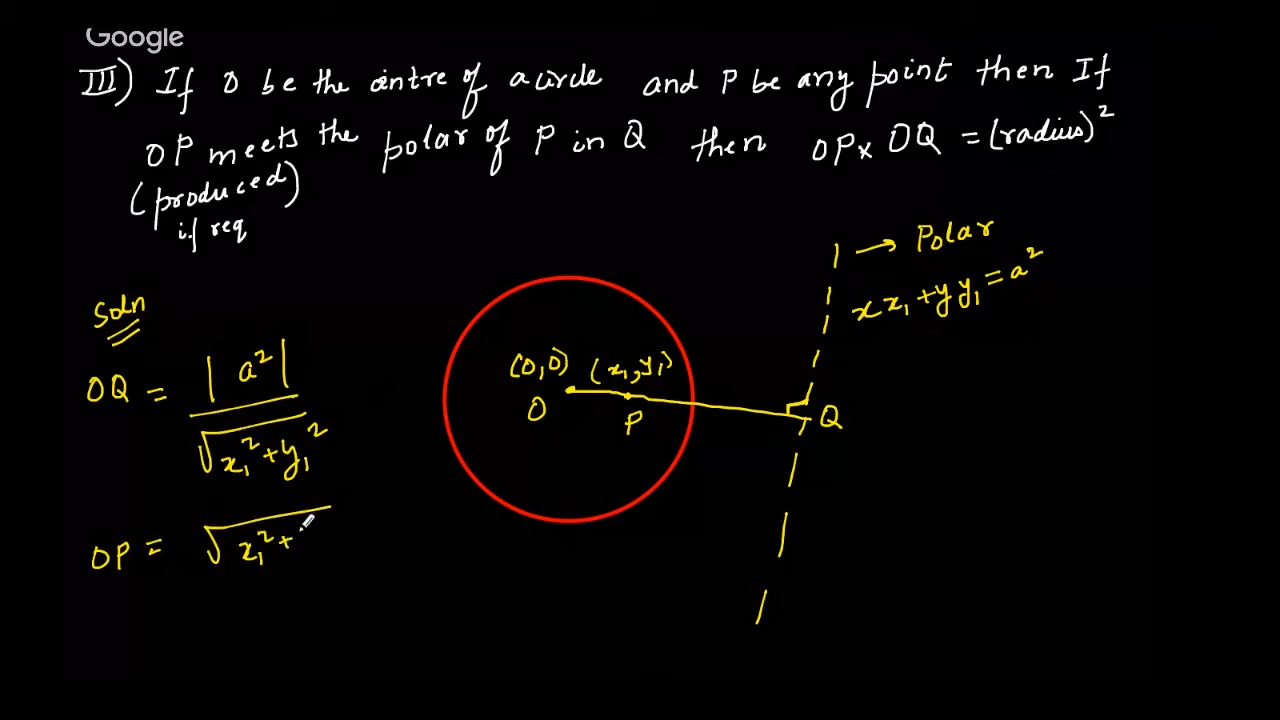 Google
III) If O be the centre of a circle and P be any point then If
OP meets the polar of P in Q then OP x OQ = (radius)²
(produced)
if req
→ Polar
xx₁ + yy₁ = a²
Soln
OQ = |a²| / √(x₁² + y₁²)
(0,0) (x₁, y₁)
O P Q
OP = √(x₁² +